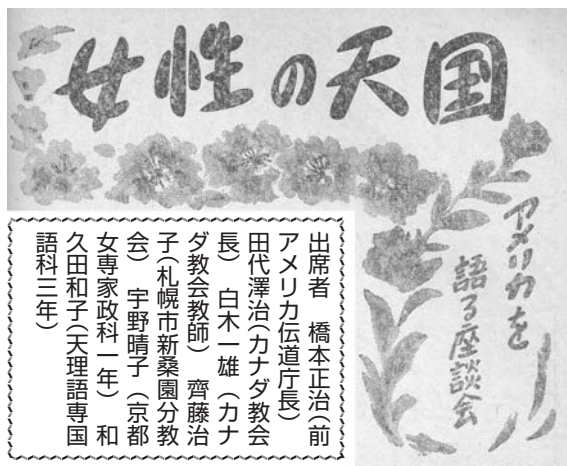 女性の天国
アメリカを
語る座談会
出席者　橋本正治（前
アメリカ伝道庁長）
田代澤治（カナダ教会
長）　白木一雄（カナ
ダ教会教師）　齊藤治
子（札幌市新桑園分教
会）　宇野晴子（京都
女専家政科一年）　和
久田和子（天理語専国
語科三年）